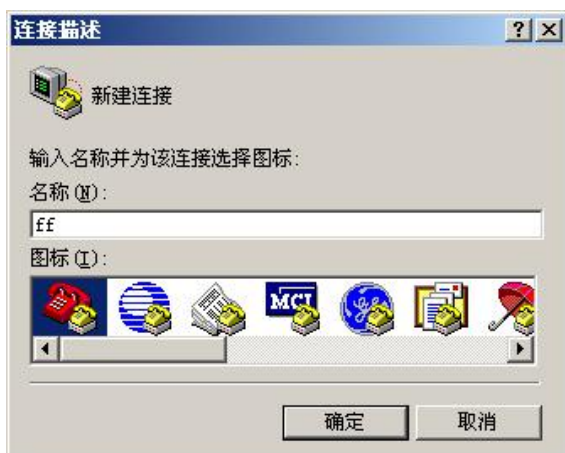 连接描述
新建连接
输入名称并为该连接选择图标:
名称(N):
ff
图标(I):
MCI
确定
取消